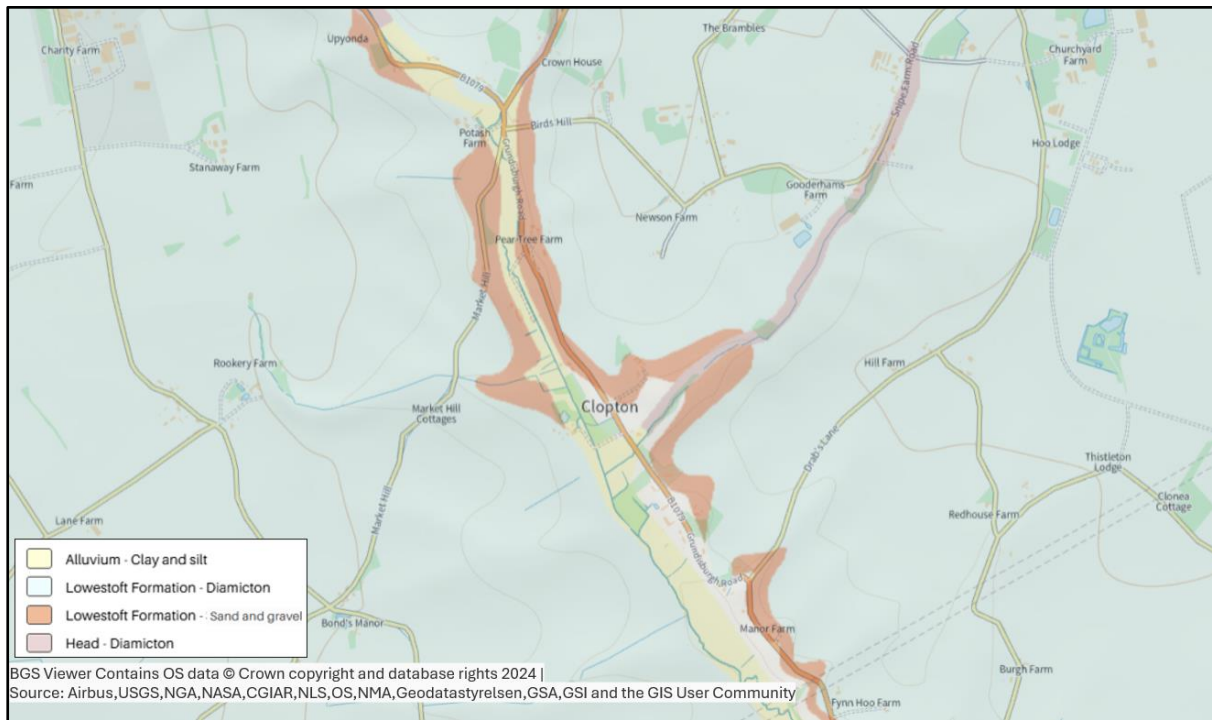 Upyonda
The Brambles
Charity Farm
Churchyard
Farm
Crown House
B1079
Snipe Farm Road
Birds Hill
Potash
Farm
Hoo Lodge
Grundisburgh Road
Stanaway Farm
Farm
Gooderhams
Farm
Newson Farm
Pear Tree Farm
Market Hill
Rookery Farm
Hill Farm
Clopton
Market Hill
Cottages
Drab's Lane
Thistleton
Lodge
Clonea
Cottage
B1079
Redhouse Farm
Lane Farm
Market Hill
Grundisburgh Road
Alluvium - Clay and silt
Lowestoft Formation - Diamicton
Lowestoft Formation - Sand and gravel
Head - Diamicton
Bond's Manor
Manor Farm
Burgh Farm
Fynn Hoo Farm
BGS Viewer Contains OS data © Crown copyright and database rights 2024 |
Source: Airbus,USGS,NGA,NASA,CGIAR,NLS,OS,NMA,Geodatastyrelsen,GSA,GSI and the GIS User Community